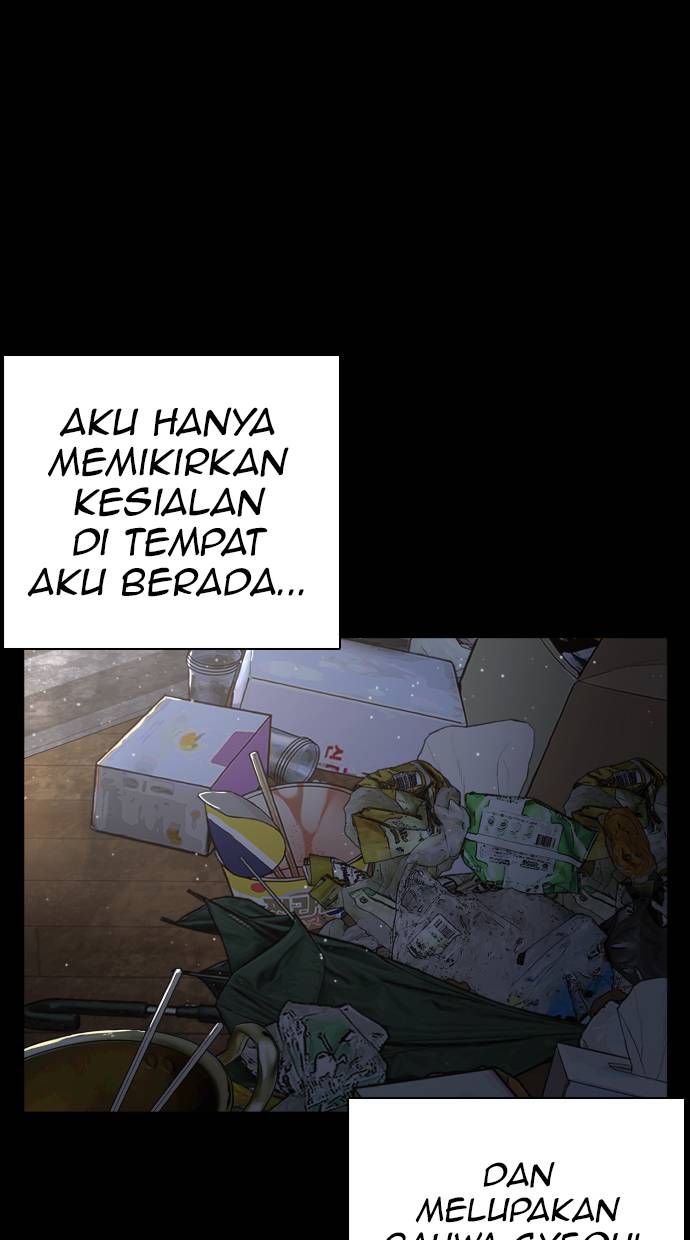 AKU HANYA
MEMIKIRKAN
KESIALAN
DI TEMPAT
AKU BERADA...
DAN
MELUPAKAN